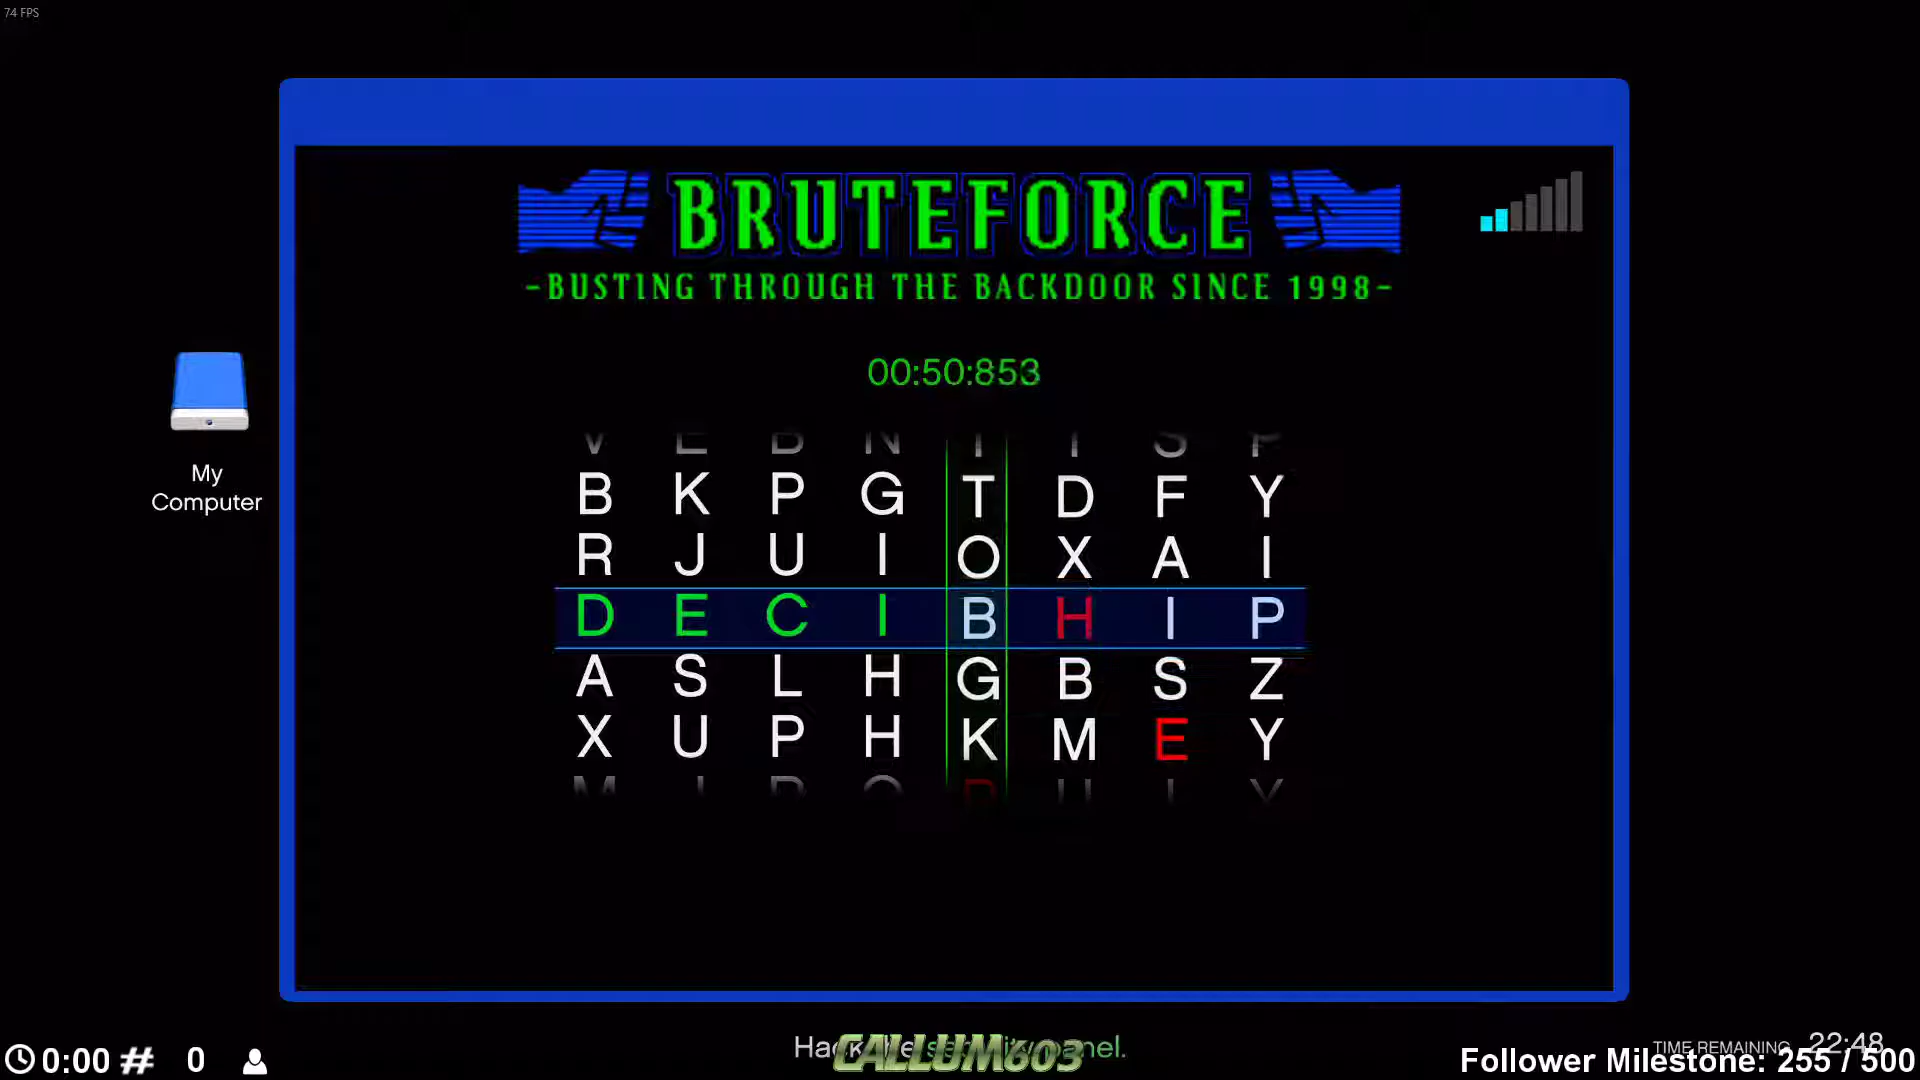 74 FPS
BRUTEFORCE
-BUSTING THROUGH THE BACKDOOR SINCE 1998-
00:50:853
B K P G T D F Y
R J U I O X A I
D E C I B H I P
A S L H G B S Z
X U P H K M E Y
My
Computer
CALLUM603
TIME REMAINING 22:48
0:00 # 0
Follower Milestone: 255 / 500